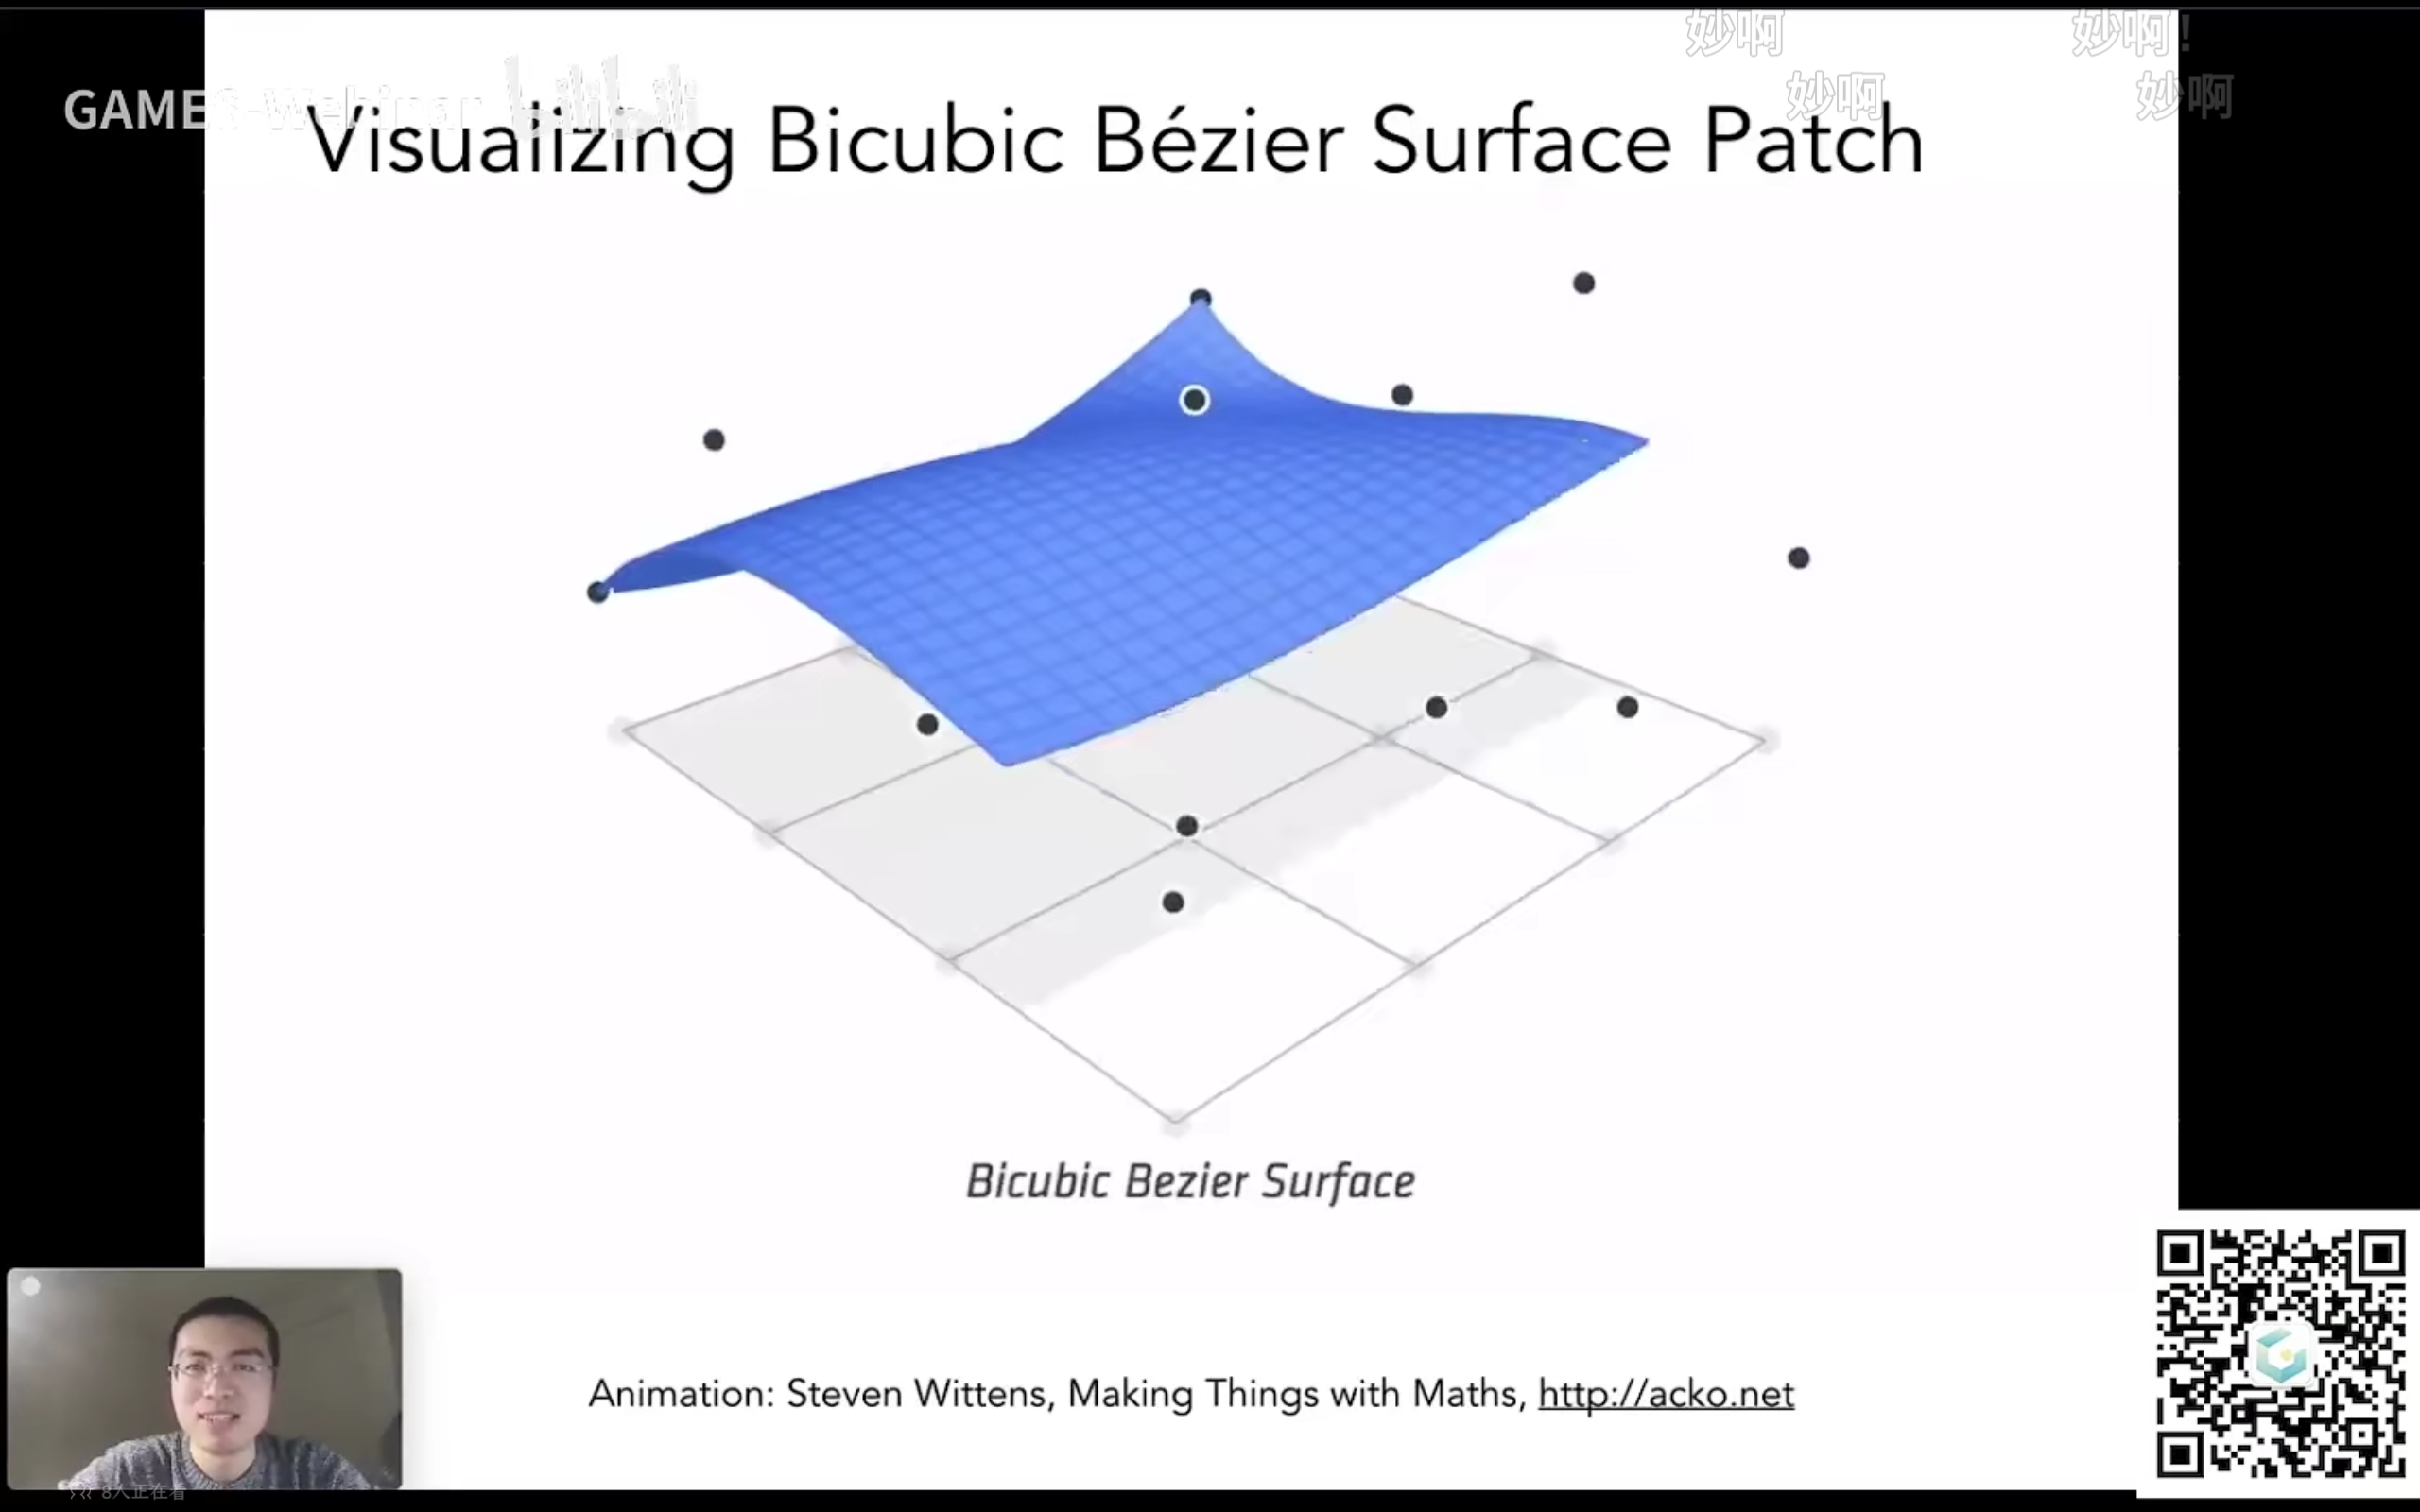 妙啊
妙啊!
妙啊
妙啊
GAMES-Webinar bilibili
Visualizing Bicubic Bézier Surface Patch
Bicubic Bezier Surface
Animation: Steven Wittens, Making Things with Maths, http://acko.net
8人正在看